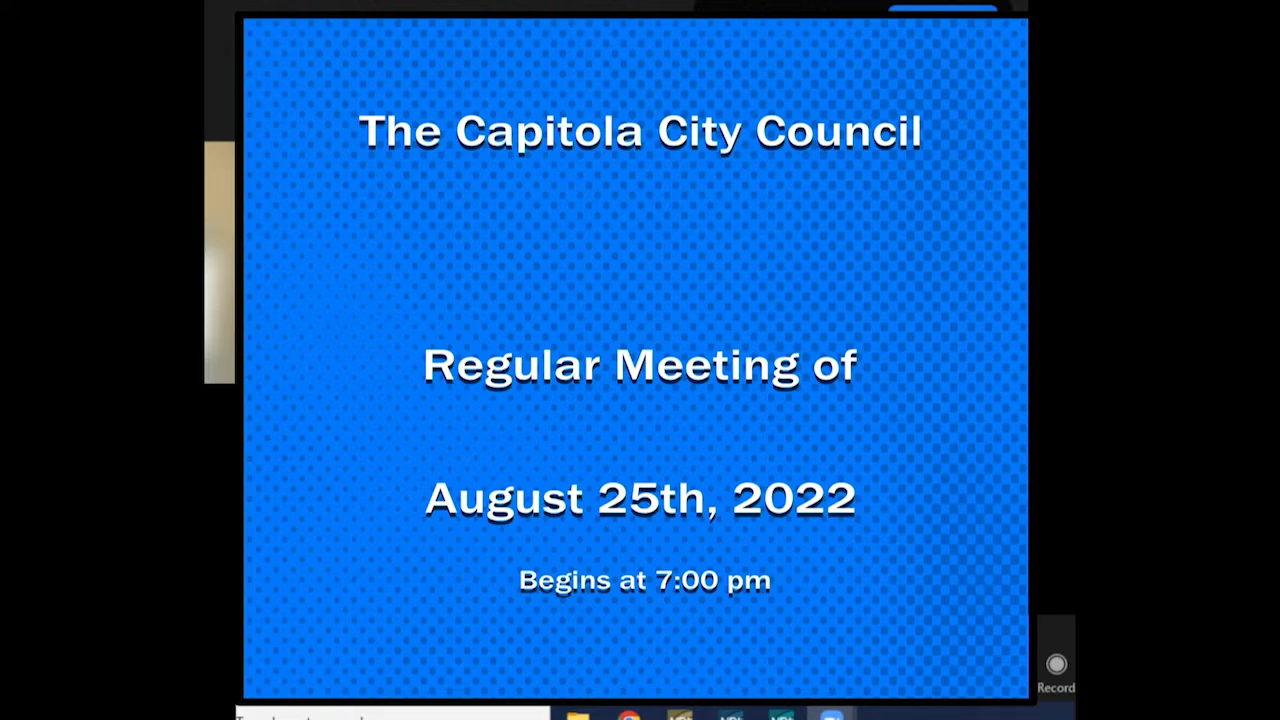 The Capitola City Council
Regular Meeting of
August 25th, 2022
Begins at 7:00 pm
Record